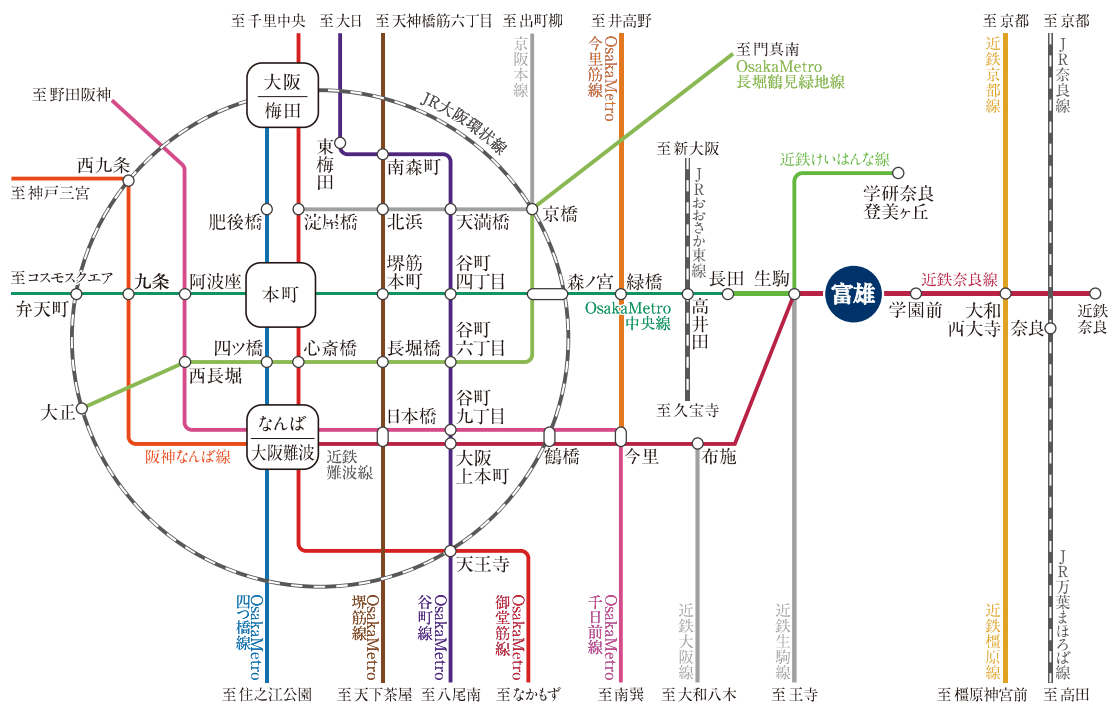 至千里中央
至大日
至天神橋筋六丁目
至出町柳
至井高野
至京都
至京都
京阪本線
OsakaMetro
今里筋線
至門真南
OsakaMetro
長堀鶴見緑地線
近鉄京都線
JR奈良線
大阪
梅田
至野田阪神
JR大阪環状線
東梅田
南森町
至新大阪
近鉄けいはんな線
西九条
至神戸三宮
JRおおさか東線
学研奈良
登美ヶ丘
肥後橋
淀屋橋
北浜
天満橋
京橋
至コスモスクエア
九条
阿波座
本町
堺筋
本町
谷町
四丁目
森ノ宮
緑橋
長田
生駒
富雄
近鉄奈良線
弁天町
OsakaMetro
中央線
高井田
学園前
大和
西大寺
奈良
近鉄
奈良
四ツ橋
心斎橋
長堀橋
谷町
六丁目
西長堀
大正
至久宝寺
なんば
大阪難波
日本橋
谷町
九丁目
阪神なんば線
近鉄
難波線
大阪
上本町
鶴橋
今里
布施
天王寺
OsakaMetro
四つ橋線
OsakaMetro
堺筋線
OsakaMetro
谷町線
OsakaMetro
御堂筋線
OsakaMetro
千日前線
近鉄大阪線
近鉄生駒線
近鉄橿原線
JR万葉まほろば線
至住之江公園
至天下茶屋
至八尾南
至なかもず
至南巽
至大和八木
至王寺
至橿原神宮前
至高田